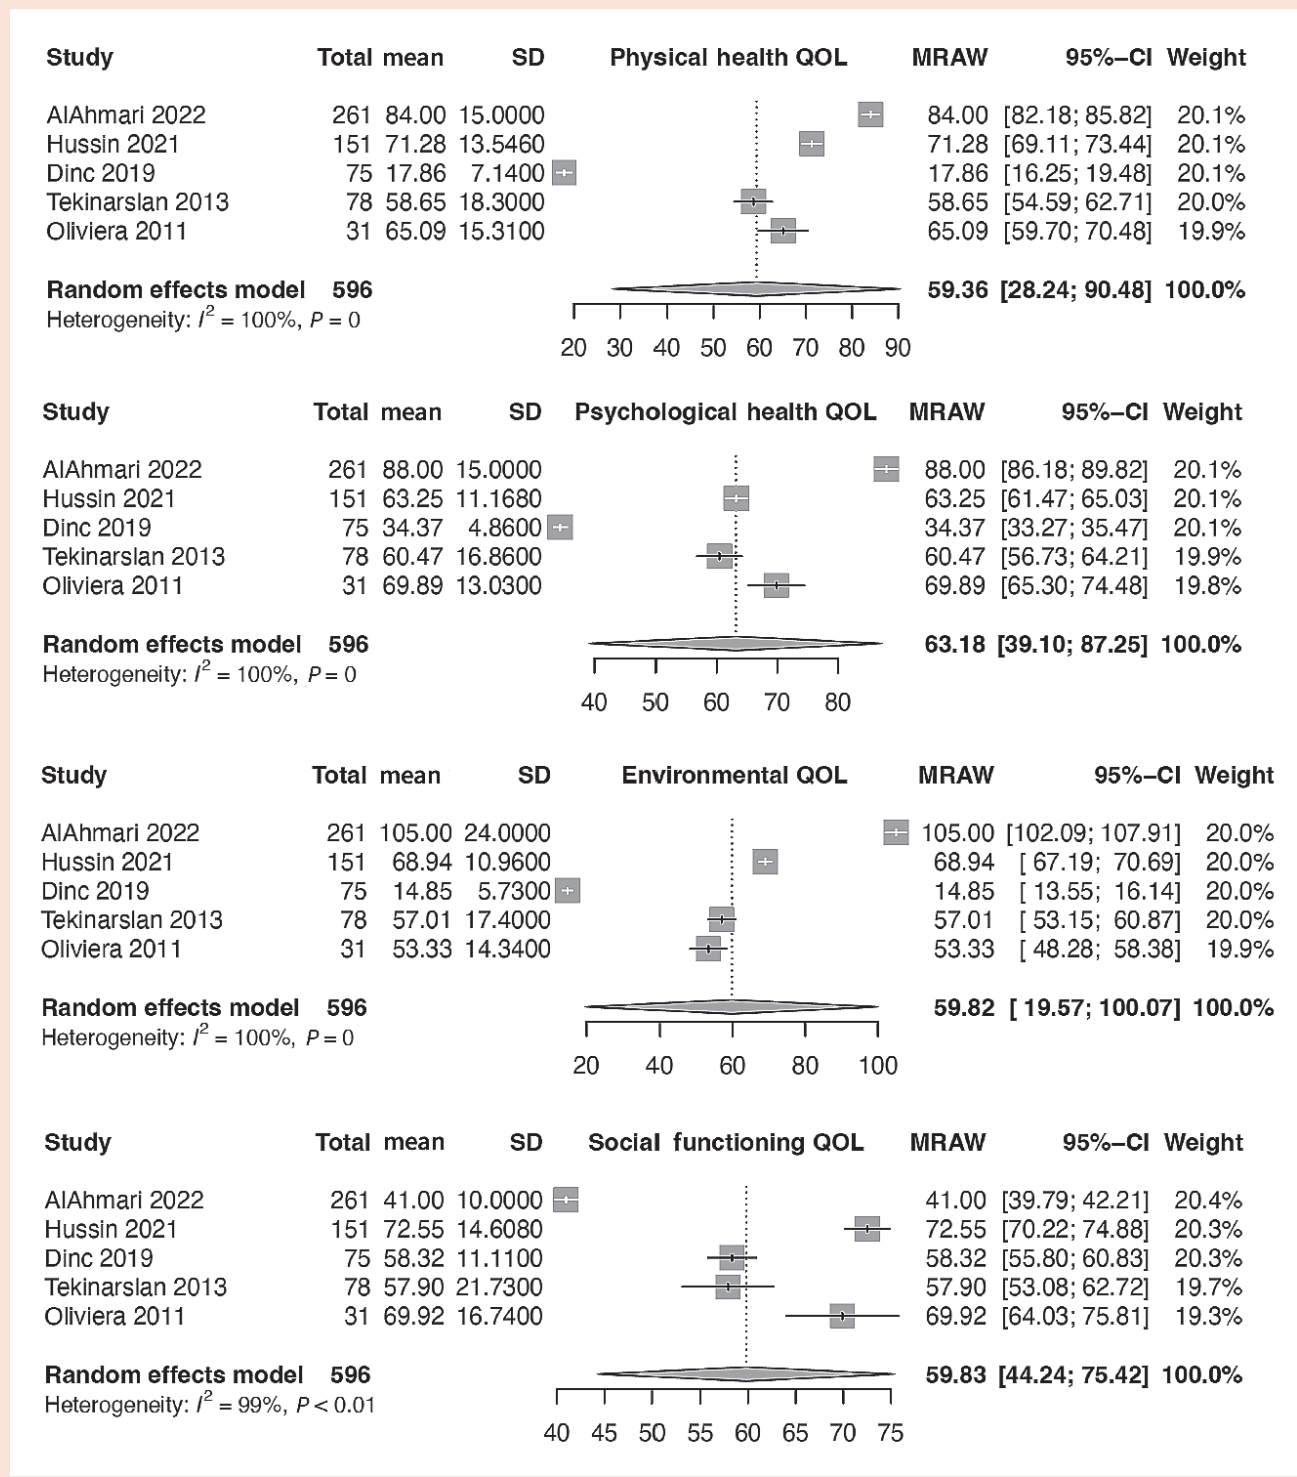 Study Total mean SD Physical health QOL MRAW 95%–CI Weight
AlAhmari 2022 261 84.00 15.0000 84.00 [82.18; 85.82] 20.1%
Hussin 2021 151 71.28 13.5460 71.28 [69.11; 73.44] 20.1%
Dinc 2019 75 17.86 7.1400 17.86 [16.25; 19.48] 20.1%
Tekinarslan 2013 78 58.65 18.3000 58.65 [54.59; 62.71] 20.0%
Oliviera 2011 31 65.09 15.3100 65.09 [59.70; 70.48] 19.9%
Random effects model 596 59.36 [28.24; 90.48] 100.0%
Heterogeneity: I² = 100%, P = 0
20 30 40 50 60 70 80 90
Study Total mean SD Psychological health QOL MRAW 95%–CI Weight
AlAhmari 2022 261 88.00 15.0000 88.00 [86.18; 89.82] 20.1%
Hussin 2021 151 63.25 11.1680 63.25 [61.47; 65.03] 20.1%
Dinc 2019 75 34.37 4.8600 34.37 [33.27; 35.47] 20.1%
Tekinarslan 2013 78 60.47 16.8600 60.47 [56.73; 64.21] 19.9%
Oliviera 2011 31 69.89 13.0300 69.89 [65.30; 74.48] 19.8%
Random effects model 596 63.18 [39.10; 87.25] 100.0%
Heterogeneity: I² = 100%, P = 0
40 50 60 70 80
Study Total mean SD Environmental QOL MRAW 95%–CI Weight
AlAhmari 2022 261 105.00 24.0000 105.00 [102.09; 107.91] 20.0%
Hussin 2021 151 68.94 10.9600 68.94 [ 67.19; 70.69] 20.0%
Dinc 2019 75 14.85 5.7300 14.85 [ 13.55; 16.14] 20.0%
Tekinarslan 2013 78 57.01 17.4000 57.01 [ 53.15; 60.87] 20.0%
Oliviera 2011 31 53.33 14.3400 53.33 [ 48.28; 58.38] 19.9%
Random effects model 596 59.82 [ 19.57; 100.07] 100.0%
Heterogeneity: I² = 100%, P = 0
20 40 60 80 100
Study Total mean SD Social functioning QOL MRAW 95%–CI Weight
AlAhmari 2022 261 41.00 10.0000 41.00 [39.79; 42.21] 20.4%
Hussin 2021 151 72.55 14.6080 72.55 [70.22; 74.88] 20.3%
Dinc 2019 75 58.32 11.1100 58.32 [55.80; 60.83] 20.3%
Tekinarslan 2013 78 57.90 21.7300 57.90 [53.08; 62.72] 19.7%
Oliviera 2011 31 69.92 16.7400 69.92 [64.03; 75.81] 19.3%
Random effects model 596 59.83 [44.24; 75.42] 100.0%
Heterogeneity: I² = 99%, P < 0.01
40 45 50 55 60 65 70 75